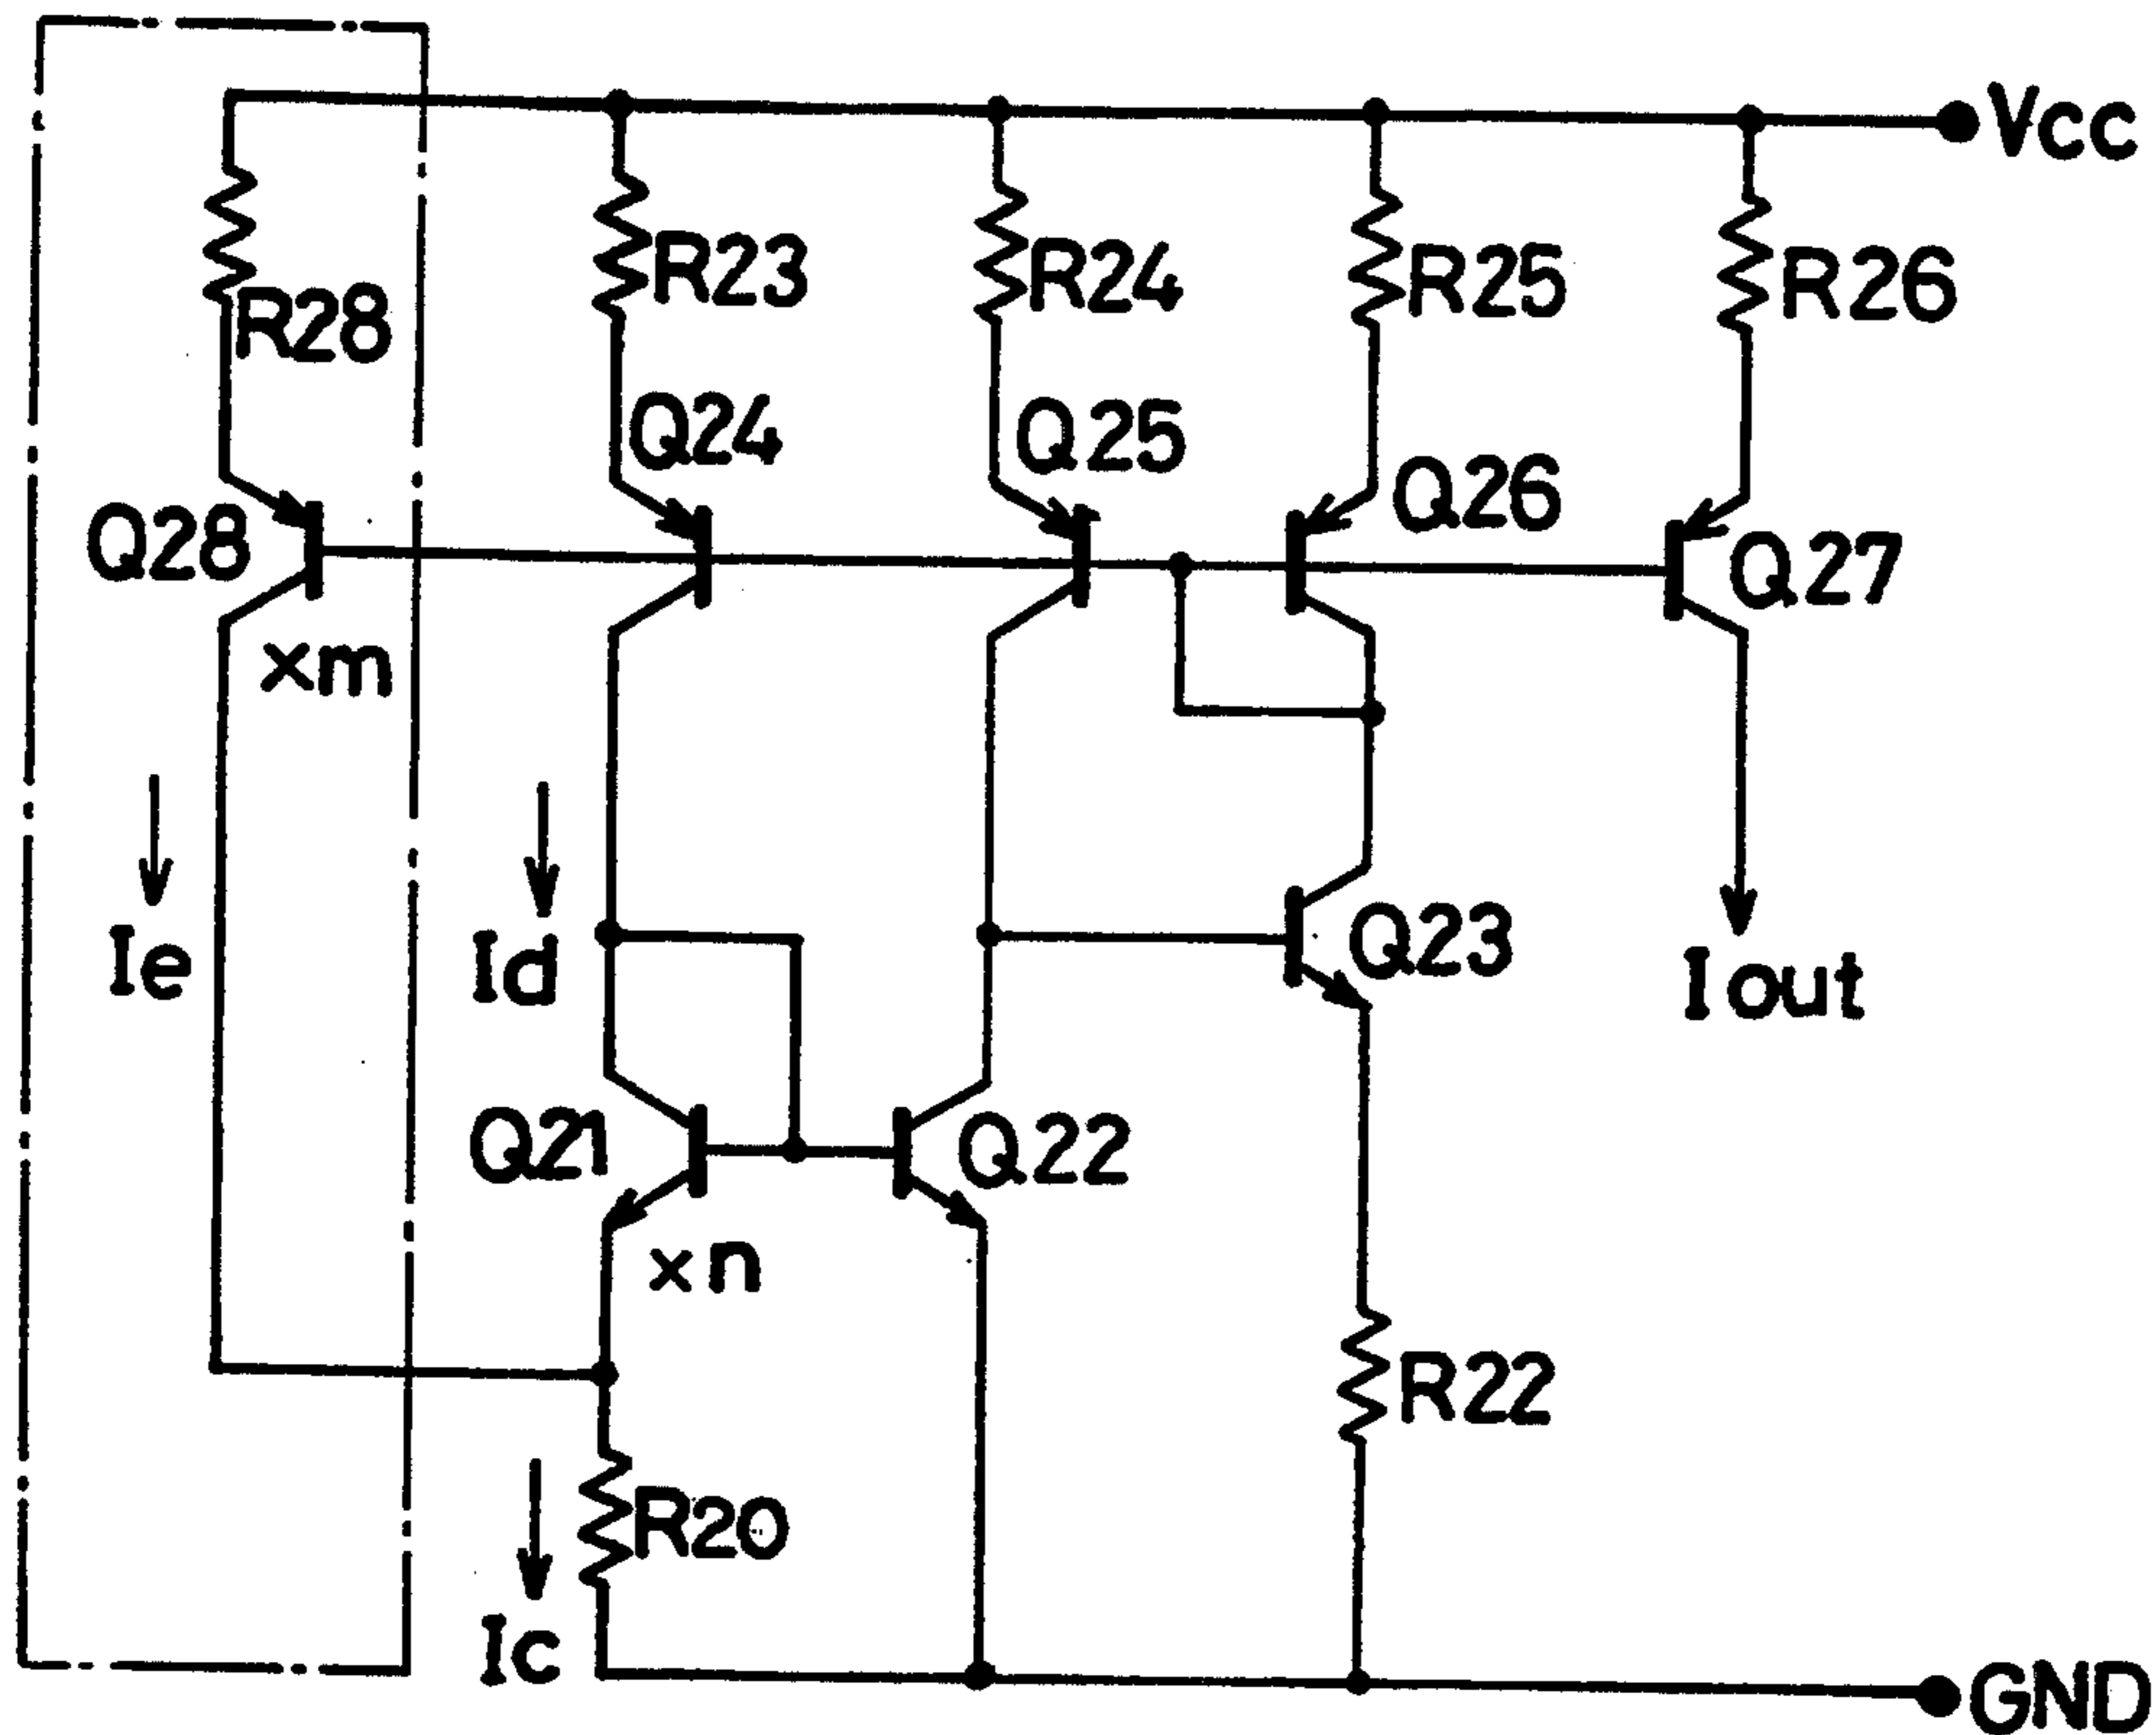 Vcc
R28
R23
R24
R25
R26
Q24
Q25
Q26
Q28
Q27
xm
Ie
Id
Q23
Iout
Q21
Q22
xn
R22
R20
Ic
GND